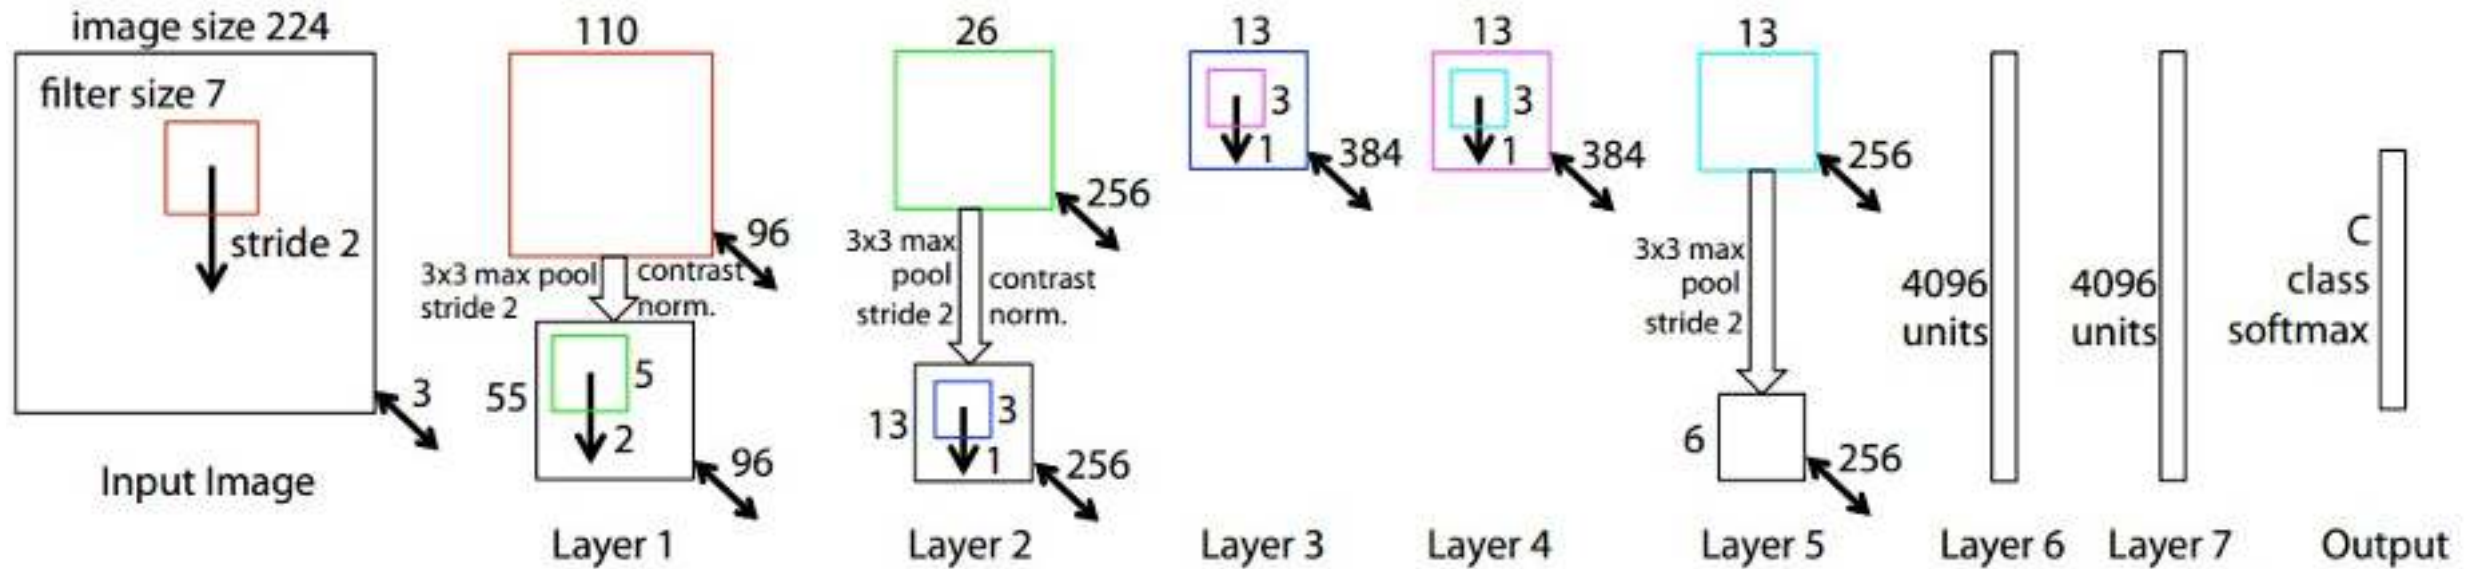 image size 224
filter size 7
stride 2
3
Input Image
110
96
3x3 max pool
stride 2
contrast
norm.
55
5
2
96
Layer 1
26
256
3x3 max
pool
stride 2
contrast
norm.
13
3
1
256
Layer 2
13
3
1
384
Layer 3
13
3
1
384
Layer 4
13
256
3x3 max
pool
stride 2
6
256
Layer 5
4096
units
Layer 6
4096
units
Layer 7
C
class
softmax
Output